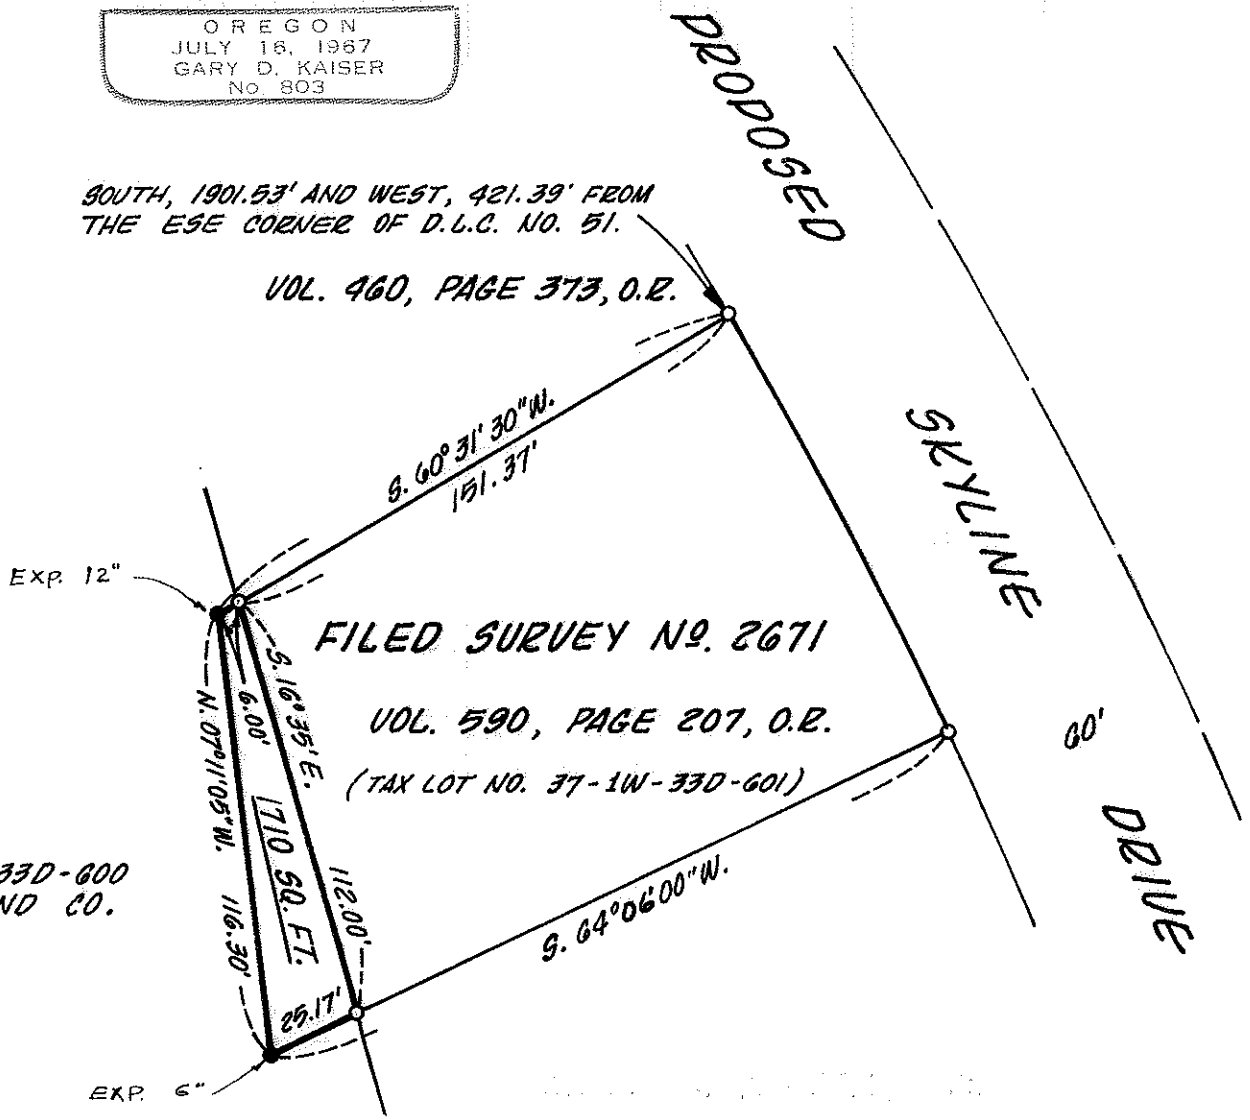 OREGON
JULY 16, 1967
GARY D. KAISER
No. 803
PROPOSED
SOUTH, 1901.53' AND WEST, 421.39' FROM
THE ESE CORNER OF D.L.C. NO. 51.
VOL. 460, PAGE 373, O.R.
S. 60° 31' 30" W.
151.37'
SKYLINE
EXP. 12"
FILED SURVEY NO. 2671
S. 16° 35' E.
6.00'
N. 07° 11' 05" W.
VOL. 590, PAGE 207, O.R.
60'
(TAX LOT NO. 37-1W-33D-601)
1710 SQ. FT.
DRIVE
33D-600
ND CO.
112.00'
116.30'
S. 64° 06' 00" W.
25.17'
EXP. 6"